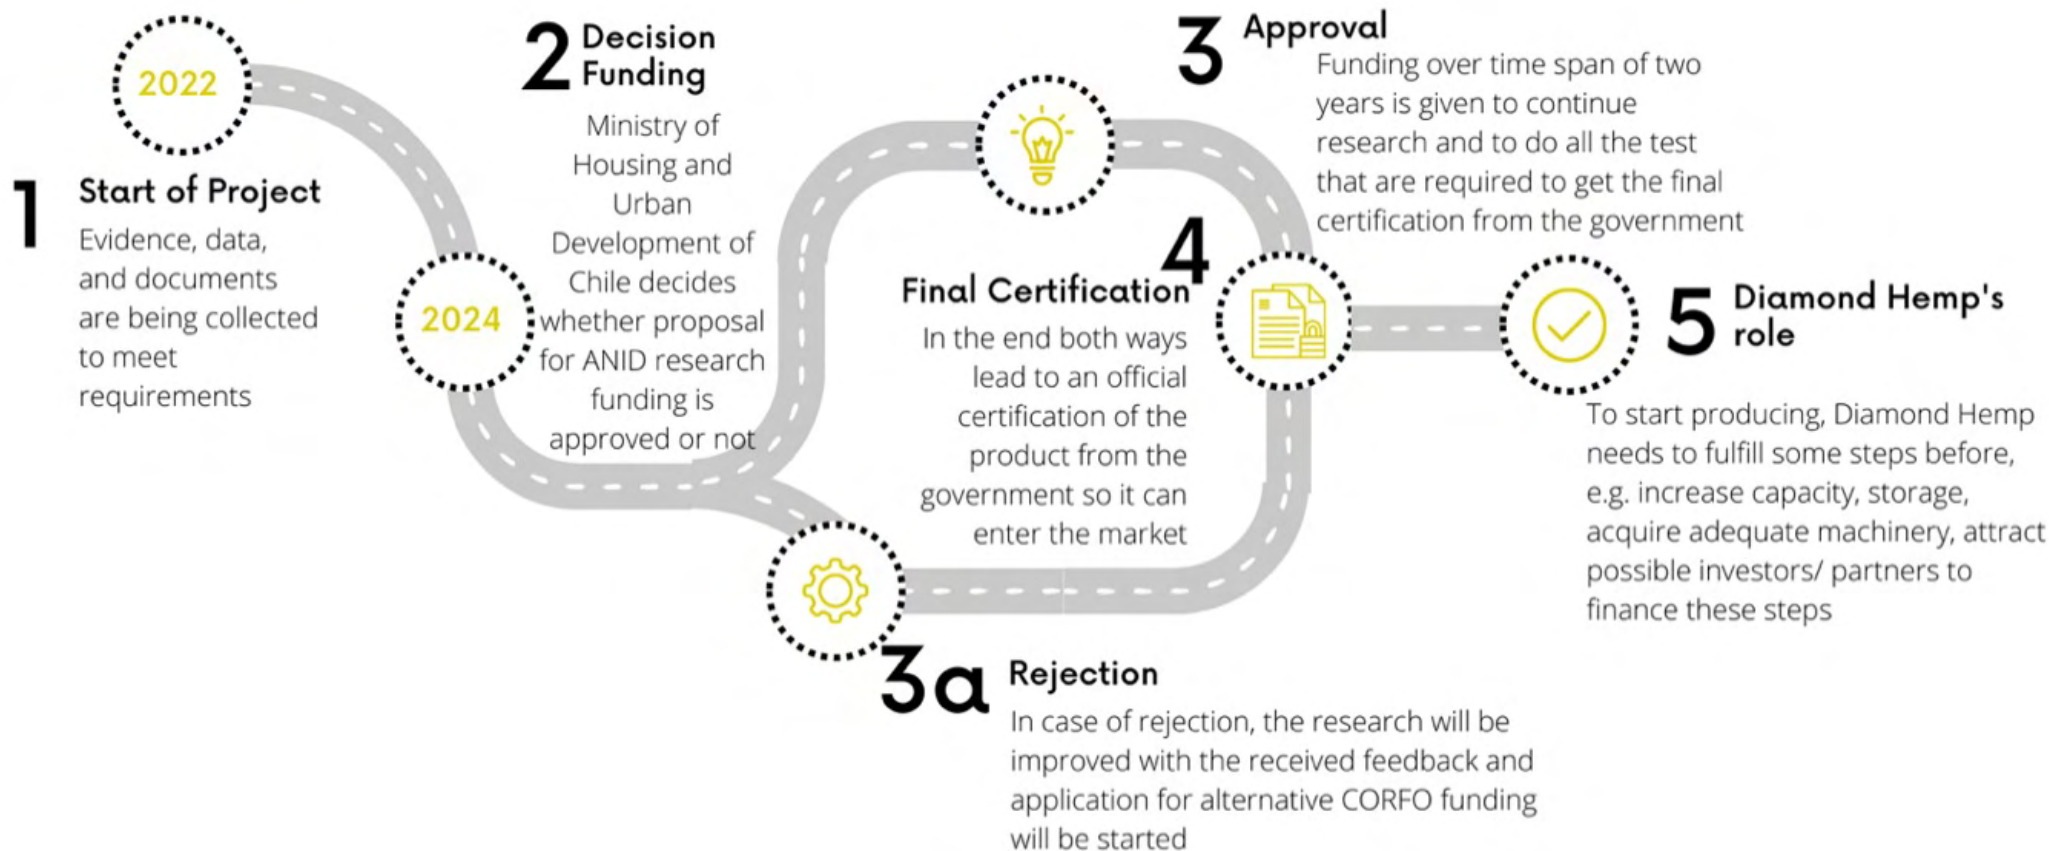 2022
1
Start of Project
Evidence, data,
and documents
are being collected
to meet
requirements
2024
2
Decision
Funding
Ministry of
Housing and
Urban
Development of
Chile decides
whether proposal
for ANID research
funding is
approved or not
3
Approval
Funding over time span of two
years is given to continue
research and to do all the test
that are required to get the final
certification from the government
3a
Rejection
In case of rejection, the research will be
improved with the received feedback and
application for alternative CORFO funding
will be started
4
Final Certification
In the end both ways
lead to an official
certification of the
product from the
government so it can
enter the market
5
Diamond Hemp's
role
To start producing, Diamond Hemp
needs to fulfill some steps before,
e.g. increase capacity, storage,
acquire adequate machinery, attract
possible investors/ partners to
finance these steps